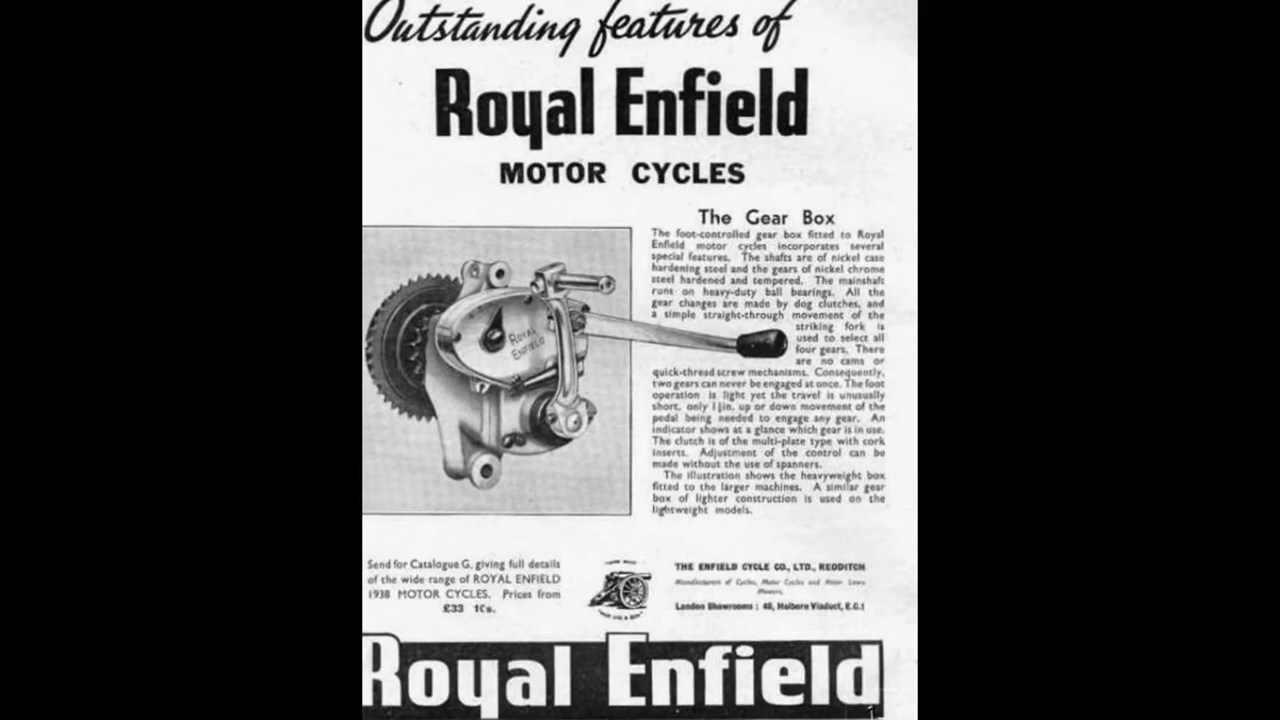 Outstanding features of
Royal Enfield
MOTOR CYCLES
The Gear Box
The foot-controlled gear box fitted to Royal
Enfield motor cycles incorporates several
special features. The shafts are of nickel case
hardening steel and the gears of nickel chrome
steel hardened and tempered. The mainshaft
runs on heavy-duty ball bearings. All the
gear changes are made by dog clutches, and
a simple straight-through movement of the
striking fork is
used to select all
four gears. There
are no cams or
quick-thread screw mechanisms. Consequently,
two gears can never be engaged at once. The foot
operation is light yet the travel is unusually
short, only in. up or down movement of the
pedal being needed to engage any gear. An
indicator shows at a glance which gear is in use.
The clutch is of the multi-plate type with cork
inserts. Adjustment of the control can be
made without the use of spanners.
The illustration shows the heavyweight box
fitted to the larger machines. A similar gear
box of lighter construction is used on the
lightweight models.
ROYAL
ENFIELD
Send for Catalogue G, giving full details
of the wide range of ROYAL ENFIELD
1938 MOTOR CYCLES. Prices from
£33
THE ENFIELD CYCLE CO., LTD., REDDITCH
Manufacturers of Cycles, Motor Cycles and Motor Lawn
Mowers.
London Showrooms : 48, Holborn Viaduct, E.C.1
Royal Enfield